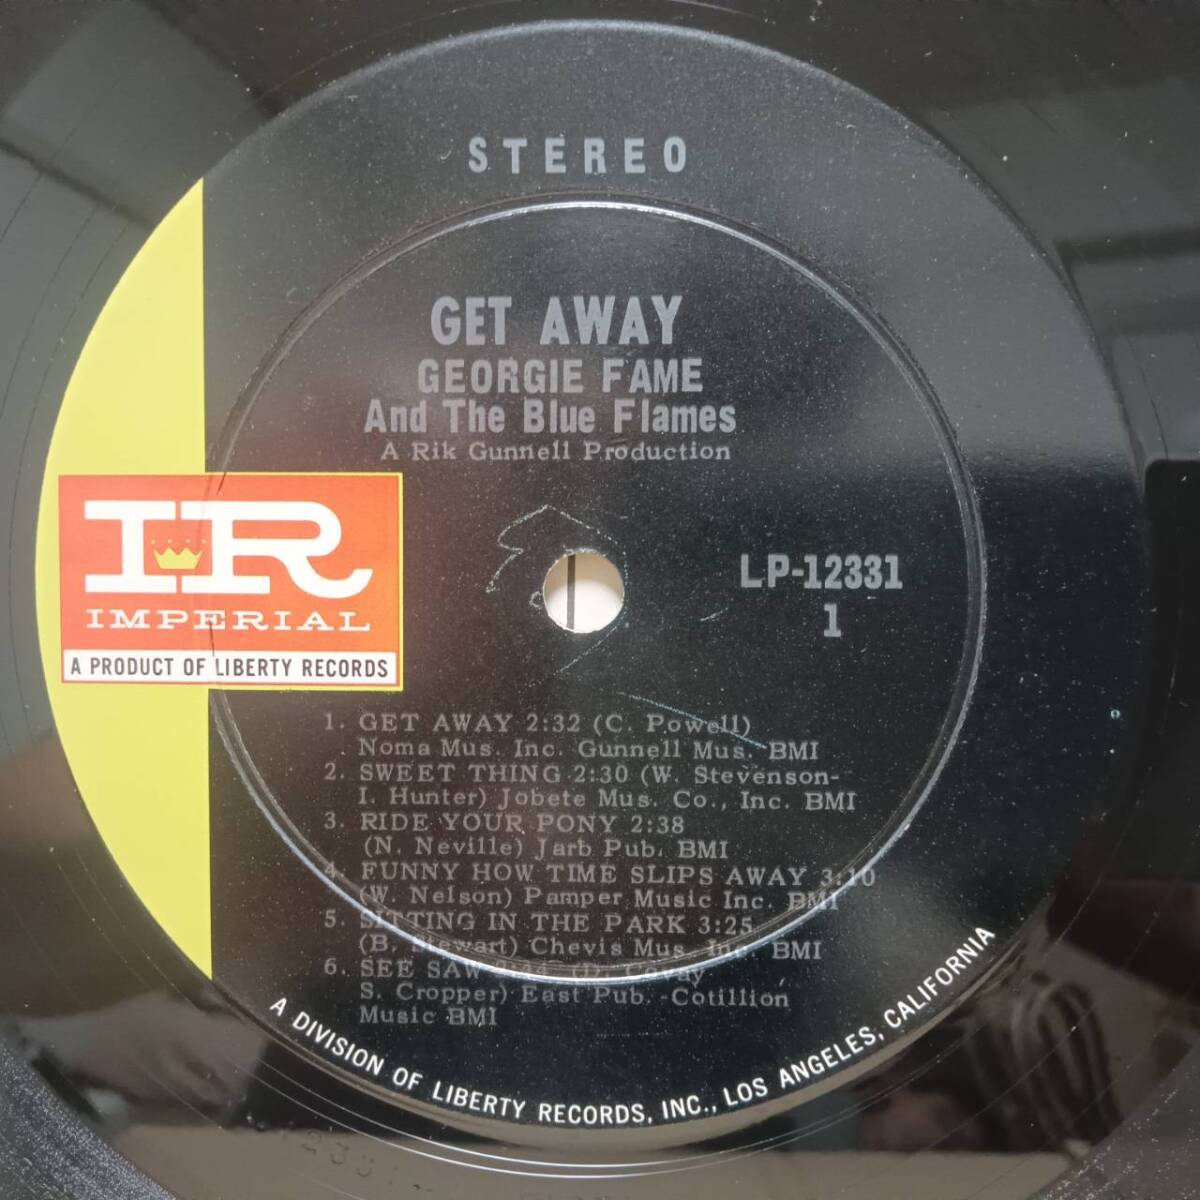 STEREO
GET AWAY
GEORGIE FAME
And The Blue Flames
A Rik Gunnell Production
IR
IMPERIAL
A PRODUCT OF LIBERTY RECORDS
LP-12331
1
1. GET AWAY 2:32 (C. Powell)
Noma Mus. Inc. Gunnell Mus. BMI
2. SWEET THING 2:30 (W. Stevenson-
I. Hunter) Jobete Mus. Co., Inc. BMI
3. RIDE YOUR PONY 2:38
(N. Neville) Jarb Pub. BMI
4. FUNNY HOW TIME SLIPS AWAY 3:10
(W. Nelson) Pamper Music Inc. BMI
5. SITTING IN THE PARK 3:25
(B. Stewart) Chevis Mus. Inc. BMI
6. SEE SAW (D. Covay
S. Cropper) East Pub. -Cotillion
Music BMI
A DIVISION OF LIBERTY RECORDS, INC., LOS ANGELES, CALIFORNIA